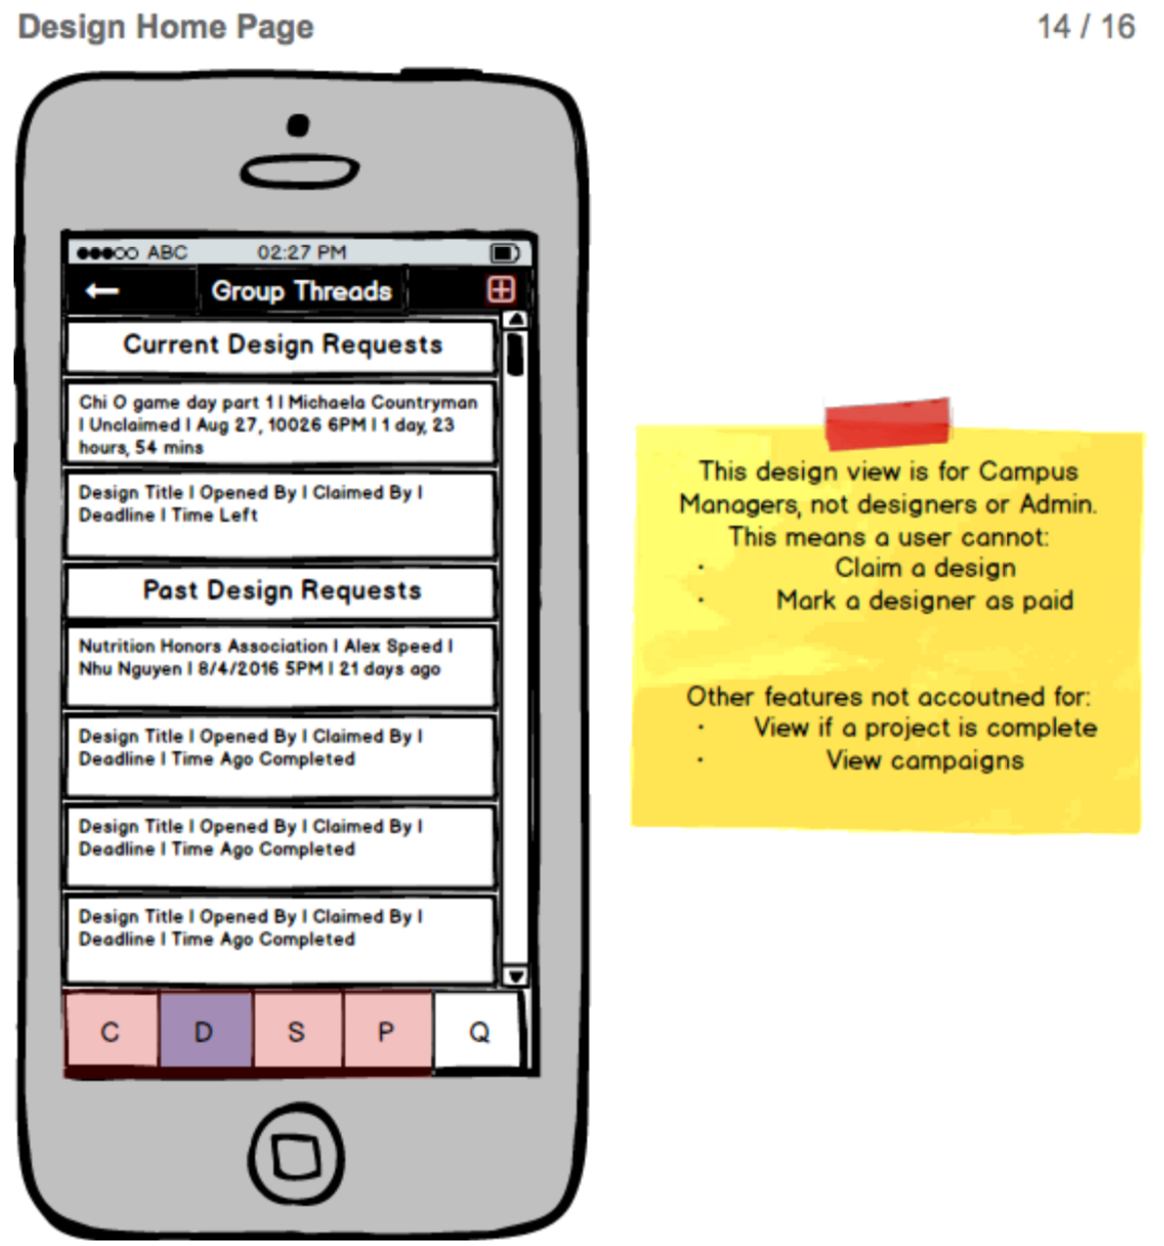 Design Home Page 14 / 16
ABC 02:27 PM
Group Threads
Current Design Requests
Chi O game day part 1 | Michaela Countryman
| Unclaimed | Aug 27, 10026 6PM | 1 day, 23
hours, 54 mins
Design Title | Opened By | Claimed By |
Deadline | Time Left
Past Design Requests
Nutrition Honors Association | Alex Speed |
Nhu Nguyen | 8/4/2016 5PM | 21 days ago
Design Title | Opened By | Claimed By |
Deadline | Time Ago Completed
Design Title | Opened By | Claimed By |
Deadline | Time Ago Completed
Design Title | Opened By | Claimed By |
Deadline | Time Ago Completed
C D S P Q
This design view is for Campus
Managers, not designers or Admin.
This means a user cannot:
· Claim a design
· Mark a designer as paid
Other features not accoutned for:
· View if a project is complete
· View campaigns